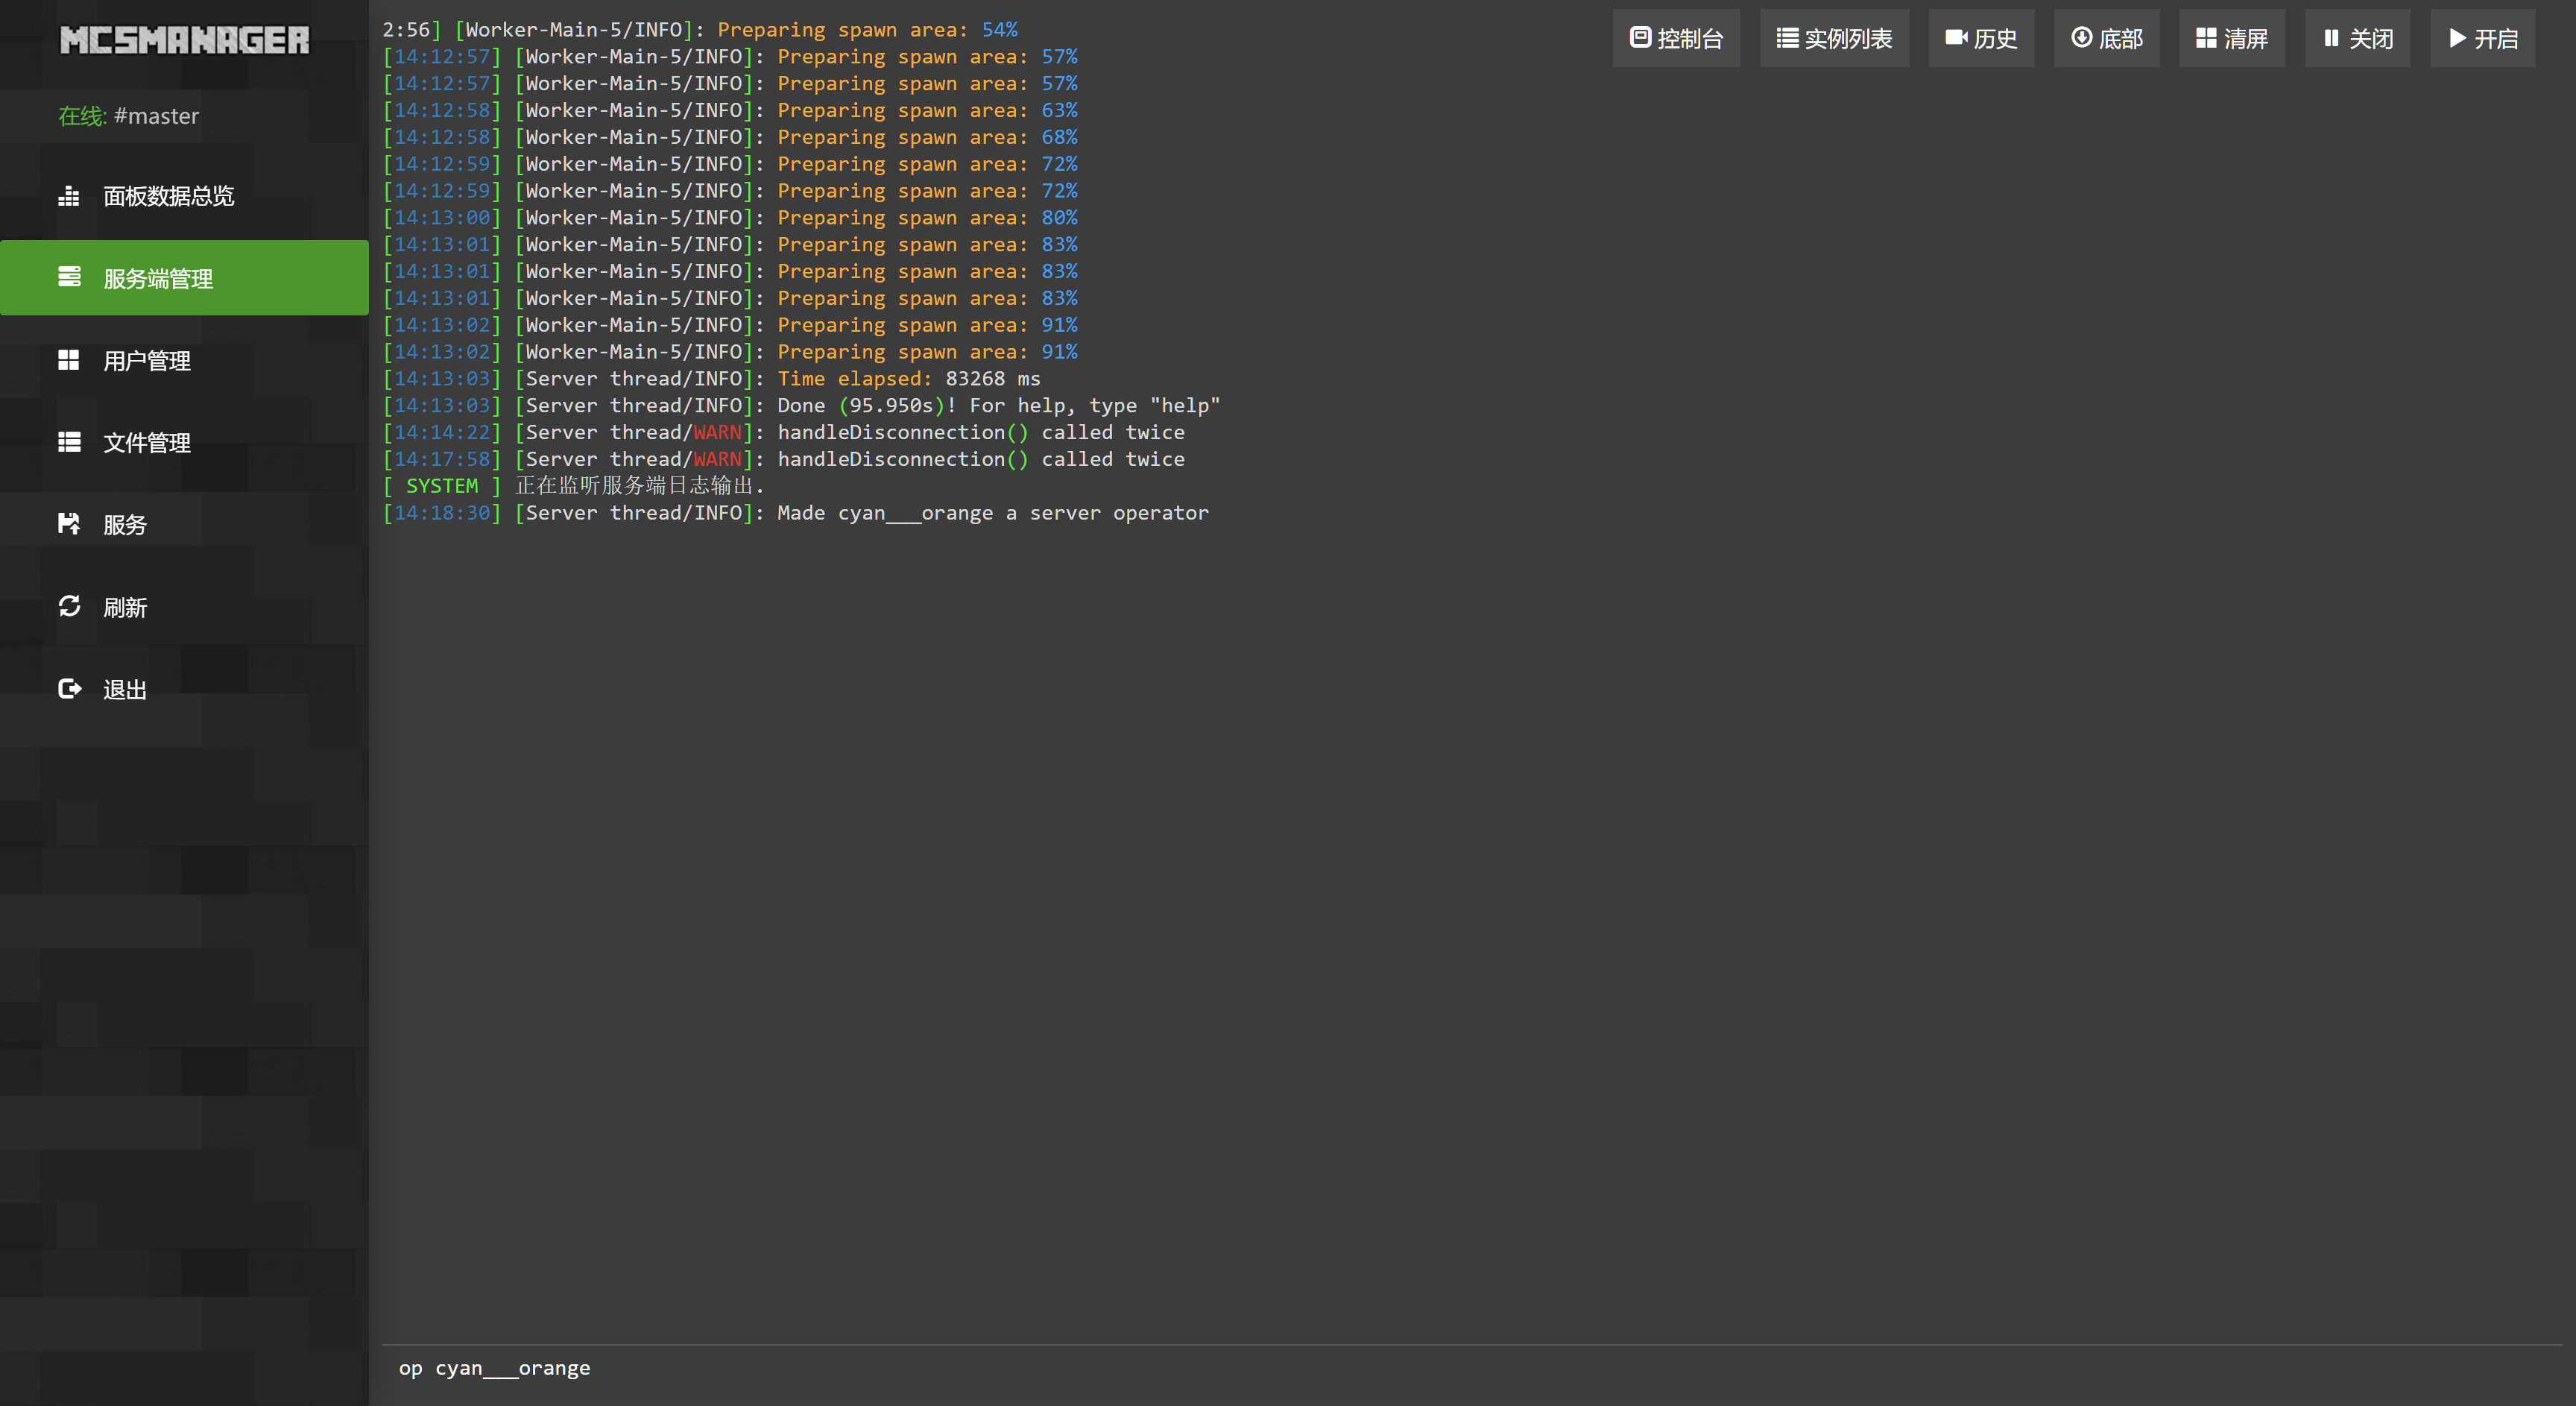 MCSMANAGER
在线: #master
面板数据总览
服务端管理
用户管理
文件管理
服务
刷新
退出
控制台
实例列表
历史
底部
清屏
关闭
开启
2:56] [Worker-Main-5/INFO]: Preparing spawn area: 54%
[14:12:57] [Worker-Main-5/INFO]: Preparing spawn area: 57%
[14:12:57] [Worker-Main-5/INFO]: Preparing spawn area: 57%
[14:12:58] [Worker-Main-5/INFO]: Preparing spawn area: 63%
[14:12:58] [Worker-Main-5/INFO]: Preparing spawn area: 68%
[14:12:59] [Worker-Main-5/INFO]: Preparing spawn area: 72%
[14:12:59] [Worker-Main-5/INFO]: Preparing spawn area: 72%
[14:13:00] [Worker-Main-5/INFO]: Preparing spawn area: 80%
[14:13:01] [Worker-Main-5/INFO]: Preparing spawn area: 83%
[14:13:01] [Worker-Main-5/INFO]: Preparing spawn area: 83%
[14:13:01] [Worker-Main-5/INFO]: Preparing spawn area: 83%
[14:13:02] [Worker-Main-5/INFO]: Preparing spawn area: 91%
[14:13:02] [Worker-Main-5/INFO]: Preparing spawn area: 91%
[14:13:03] [Server thread/INFO]: Time elapsed: 83268 ms
[14:13:03] [Server thread/INFO]: Done (95.950s)! For help, type "help"
[14:14:22] [Server thread/WARN]: handleDisconnection() called twice
[14:17:58] [Server thread/WARN]: handleDisconnection() called twice
[ SYSTEM ] 正在监听服务端日志输出.
[14:18:30] [Server thread/INFO]: Made cyan___orange a server operator
op cyan___orange